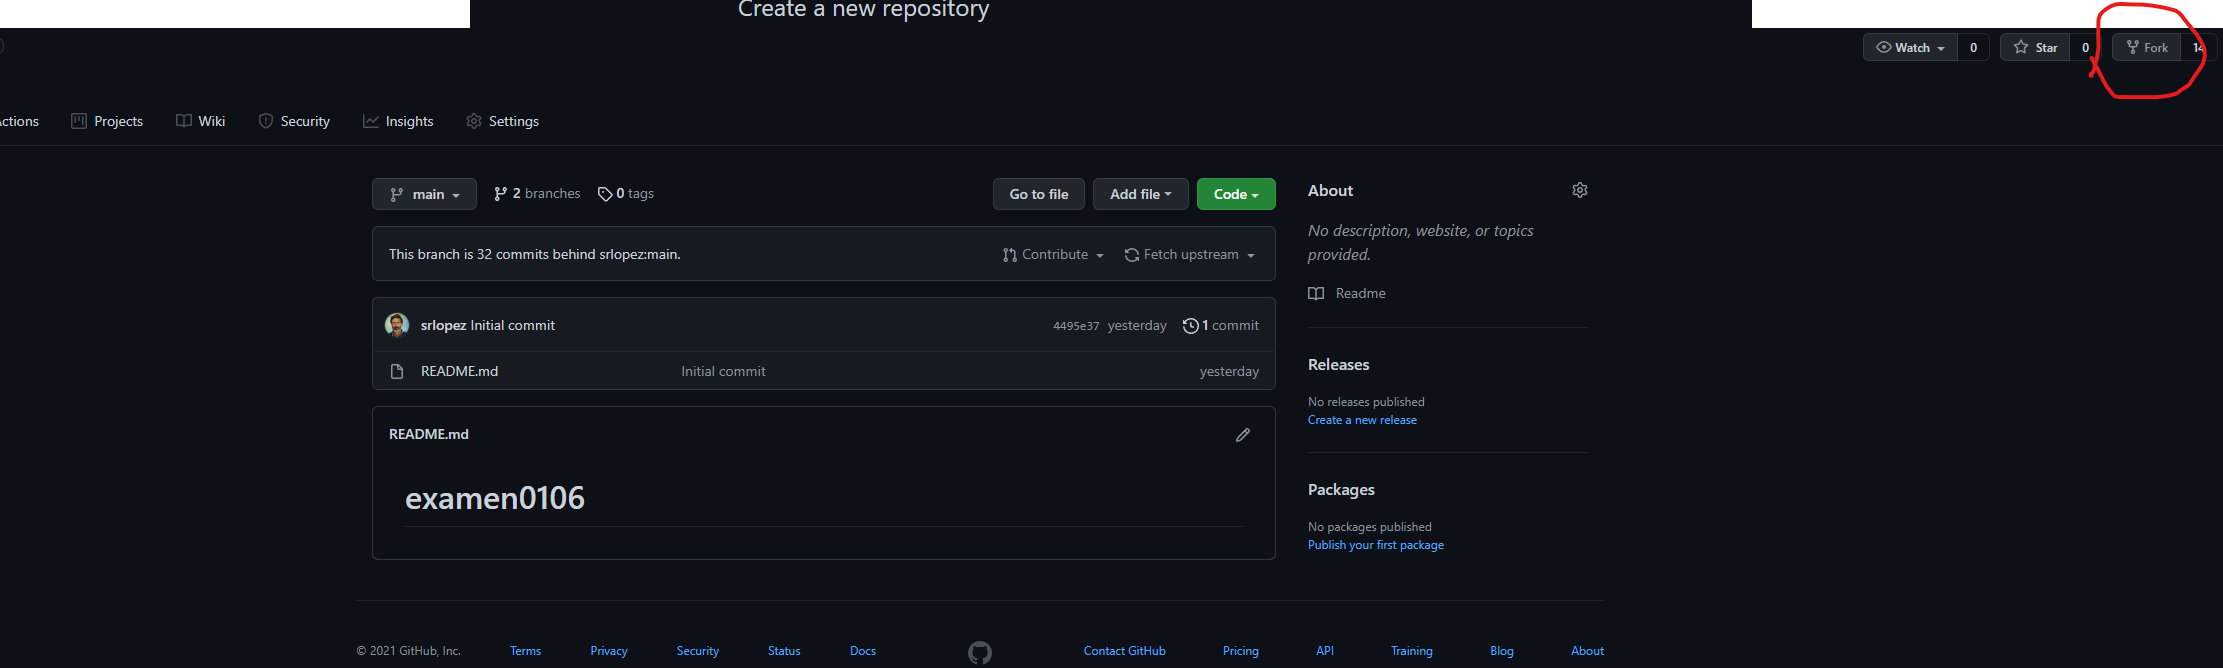 Create a new repository
Watch 0 Star 0 Fork 14
ctions Projects Wiki Security Insights Settings
main 2 branches 0 tags Go to file Add file Code
This branch is 32 commits behind srlopez:main. Contribute Fetch upstream
srlopez Initial commit 4495e37 yesterday 1 commit
README.md Initial commit yesterday
README.md
examen0106
About
No description, website, or topics
provided.
Readme
Releases
No releases published
Create a new release
Packages
No packages published
Publish your first package
© 2021 GitHub, Inc. Terms Privacy Security Status Docs Contact GitHub Pricing API Training Blog About